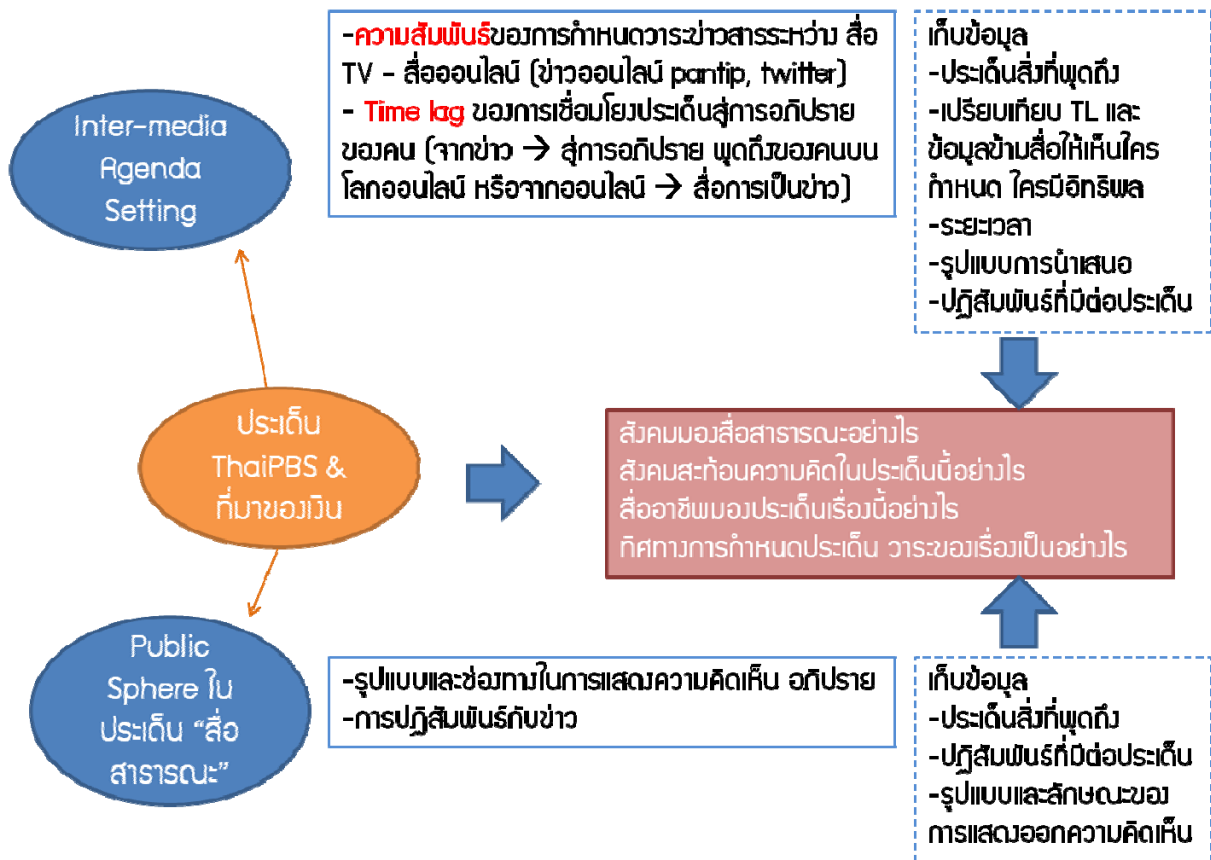 Inter-media
Agenda
Setting
-ความสัมพันธ์ของการกำหนดวาระข่าวสารระหว่าง สื่อ
TV - สื่อออนไลน์ (ข่าวออนไลน์ pantip, twitter)
- Time lag ของการเชื่อมโยงประเด็นสู่การอภิปราย
ของคน (จากข่าว → สู่การอภิปราย พูดถึงของคนบน
โลกออนไลน์ หรือจากออนไลน์ → สื่อการเป็นข่าว)
เก็บข้อมูล
-ประเด็นสิ่งที่พูดถึง
-เปรียบเทียบ TL และ
ข้อมูลข้ามสื่อให้เห็นใคร
กำหนด ใครมีอิทธิพล
-ระยะเวลา
-รูปแบบการนำเสนอ
-ปฏิสัมพันธ์ที่มีต่อประเด็น
ประเด็น
ThaiPBS &
ที่มาของเงิน
สังคมมองสื่อสาธารณะอย่างไร
สังคมสะท้อนความคิดในประเด็นนี้อย่างไร
สื่ออาชีพมองประเด็นเรื่องนี้อย่างไร
ทิศทางการกำหนดประเด็น วาระของเรื่องเป็นอย่างไร
Public
Sphere ใน
ประเด็น "สื่อ
สาธารณะ"
-รูปแบบและช่องทางในการแสดงความคิดเห็น อภิปราย
-การปฏิสัมพันธ์กับข่าว
เก็บข้อมูล
-ประเด็นสิ่งที่พูดถึง
-ปฏิสัมพันธ์ที่มีต่อประเด็น
-รูปแบบและลักษณะของ
การแสดงออกความคิดเห็น